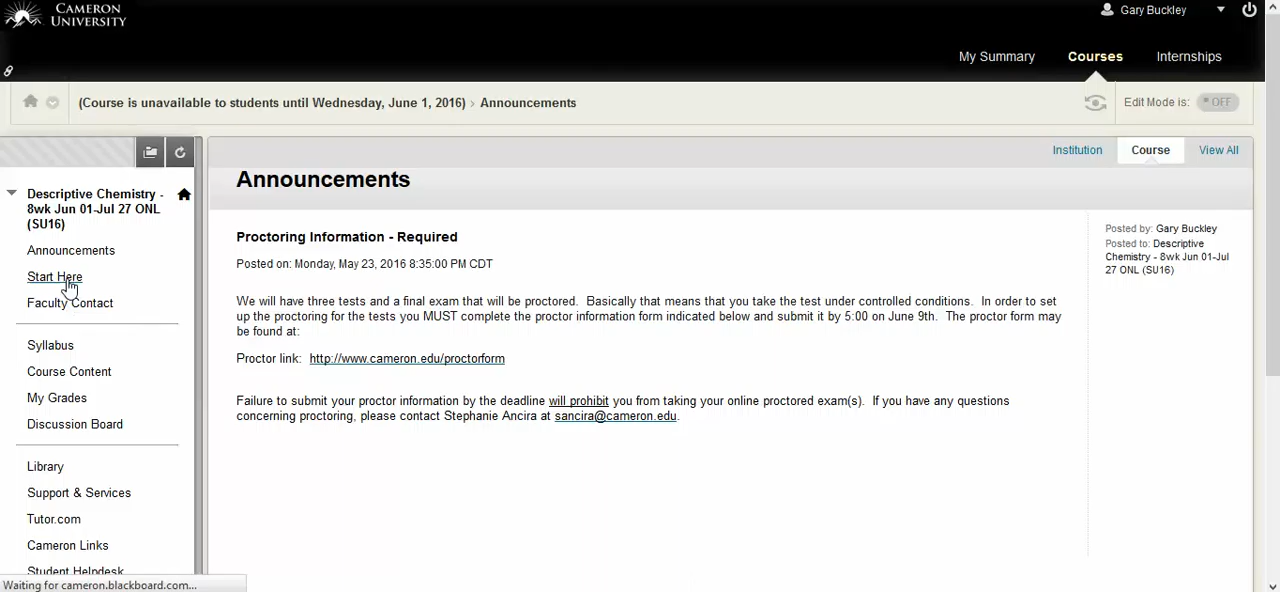 CAMERON
UNIVERSITY
Gary Buckley
My Summary Courses Internships
(Course is unavailable to students until Wednesday, June 1, 2016) › Announcements
Edit Mode is: OFF
Institution Course View All
Descriptive Chemistry -
8wk Jun 01-Jul 27 ONL
(SU16)
Announcements
Start Here
Faculty Contact
Syllabus
Course Content
My Grades
Discussion Board
Library
Support & Services
Tutor.com
Cameron Links
Student Helpdesk
Waiting for cameron.blackboard.com...
Announcements
Proctoring Information - Required
Posted on: Monday, May 23, 2016 8:35:00 PM CDT
We will have three tests and a final exam that will be proctored. Basically that means that you take the test under controlled conditions. In order to set
up the proctoring for the tests you MUST complete the proctor information form indicated below and submit it by 5:00 on June 9th. The proctor form may
be found at:
Proctor link: http://www.cameron.edu/proctorform
Failure to submit your proctor information by the deadline will prohibit you from taking your online proctored exam(s). If you have any questions
concerning proctoring, please contact Stephanie Ancira at sancira@cameron.edu.
Posted by: Gary Buckley
Posted to: Descriptive
Chemistry - 8wk Jun 01-Jul
27 ONL (SU16)